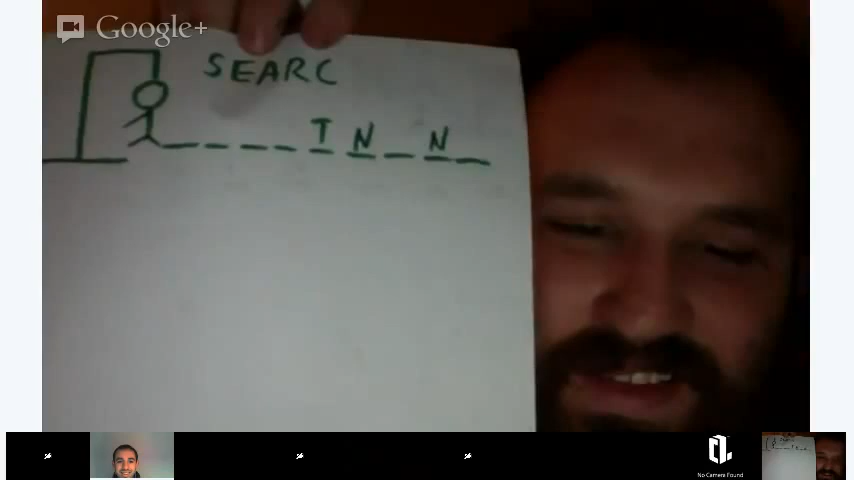 Google+
SEARC
_ _ _ _ T N _ N _
No Camera Found